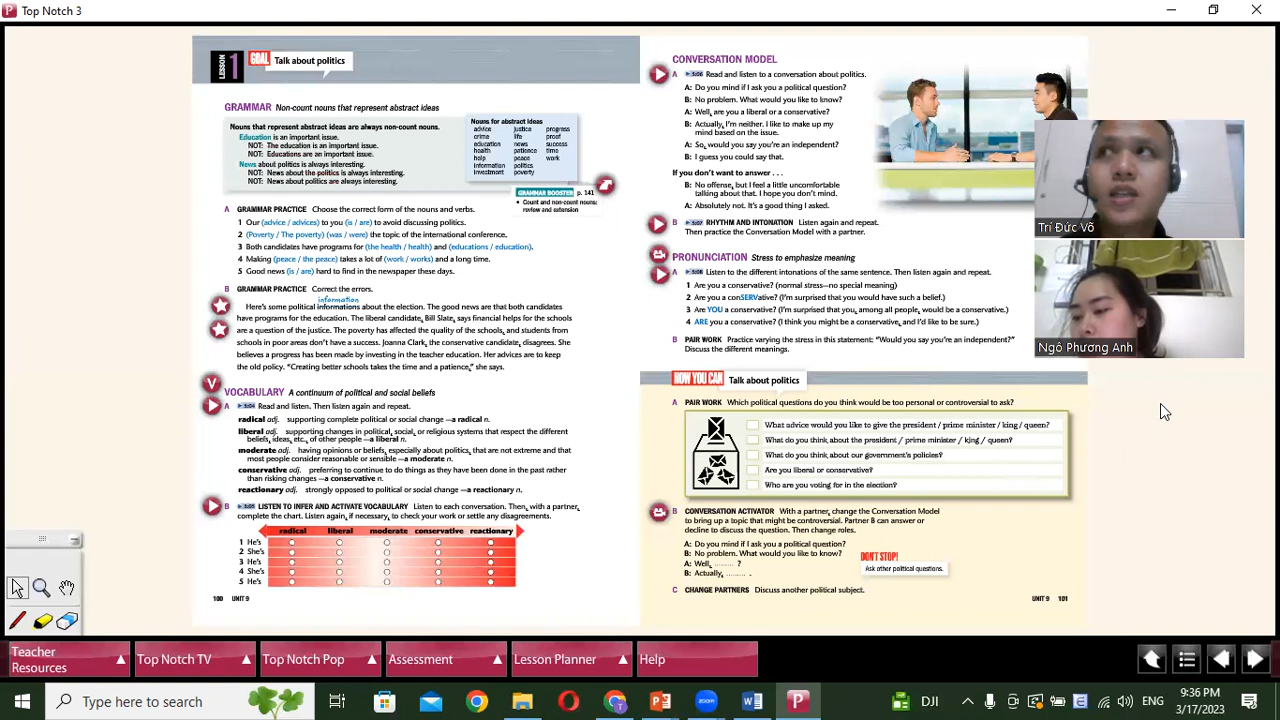 Top Notch 3
LESSON 1
GOAL Talk about politics
GRAMMAR Non-count nouns that represent abstract ideas
Nouns that represent abstract ideas are always non-count nouns.
Education is an important issue.
NOT: The education is an important issue.
NOT: Educations are an important issue.
News about politics is always interesting.
NOT: News about the politics is always interesting.
NOT: News about politics are always interesting.
Nouns for abstract ideas
advice justice progress
crime life proof
education news success
health patience time
help peace work
information politics
investment poverty
GRAMMAR BOOSTER p. 141
• Count and non-count nouns:
review and extension
A GRAMMAR PRACTICE Choose the correct form of the nouns and verbs.
1 Our (advice / advices) to you (is / are) to avoid discussing politics.
2 (Poverty / The poverty) (was / were) the topic of the international conference.
3 Both candidates have programs for (the health / health) and (educations / education).
4 Making (peace / the peace) takes a lot of (work / works) and a long time.
5 Good news (is / are) hard to find in the newspaper these days.
B GRAMMAR PRACTICE Correct the errors.
information
Here's some political informations about the election. The good news are that both candidates
have programs for the education. The liberal candidate, Bill Slate, says financial helps for the schools
are a question of the justice. The poverty has affected the quality of the schools, and students from
schools in poor areas don't have a success. Joanna Clark, the conservative candidate, disagrees. She
believes a progress has been made by investing in the teacher education. Her advices are to keep
the old policy. "Creating better schools takes the time and a patience," she says.
V
VOCABULARY A continuum of political and social beliefs
A 5:04 Read and listen. Then listen again and repeat.
radical adj. supporting complete political or social change —a radical n.
liberal adj. supporting changes in political, social, or religious systems that respect the different
beliefs, ideas, etc., of other people —a liberal n.
moderate adj. having opinions or beliefs, especially about politics, that are not extreme and that
most people consider reasonable or sensible —a moderate n.
conservative adj. preferring to continue to do things as they have been done in the past rather
than risking changes —a conservative n.
reactionary adj. strongly opposed to political or social change —a reactionary n.
B 5:05 LISTEN TO INFER AND ACTIVATE VOCABULARY Listen to each conversation. Then, with a partner,
complete the chart. Listen again, if necessary, to check your work or settle any disagreements.
radical liberal moderate conservative reactionary
1 He's
2 She's
3 He's
4 She's
5 He's
100 UNIT 9
CONVERSATION MODEL
A 5:06 Read and listen to a conversation about politics.
A: Do you mind if I ask you a political question?
B: No problem. What would you like to know?
A: Well, are you a liberal or a conservative?
B: Actually, I'm neither. I like to make up my
mind based on the issue.
A: So, would you say you're an independent?
B: I guess you could say that.
If you don't want to answer . . .
B: No offense, but I feel a little uncomfortable
talking about that. I hope you don't mind.
A: Absolutely not. It's a good thing I asked.
B 5:07 RHYTHM AND INTONATION Listen again and repeat.
Then practice the Conversation Model with a partner.
PRONUNCIATION Stress to emphasize meaning
A 5:08 Listen to the different intonations of the same sentence. Then listen again and repeat.
1 Are you a conservative? (normal stress—no special meaning)
2 Are you a conSERVative? (I'm surprised that you would have such a belief.)
3 Are YOU a conservative? (I'm surprised that you, among all people, would be a conservative.)
4 ARE you a conservative? (I think you might be a conservative, and I'd like to be sure.)
B PAIR WORK Practice varying the stress in this statement: "Would you say you're an independent?"
Discuss the different meanings.
NOW YOU CAN Talk about politics
A PAIR WORK Which political questions do you think would be too personal or controversial to ask?
What advice would you like to give the president / prime minister / king / queen?
What do you think about the president / prime minister / king / queen?
What do you think about our government's policies?
Are you liberal or conservative?
Who are you voting for in the election?
B CONVERSATION ACTIVATOR With a partner, change the Conversation Model
to bring up a topic that might be controversial. Partner B can answer or
decline to discuss the question. Then change roles.
A: Do you mind if I ask you a political question?
B: No problem. What would you like to know?
A: Well, ......... ?
B: Actually, ......... .
DON'T STOP!
Ask other political questions.
C CHANGE PARTNERS Discuss another political subject.
UNIT 9 101
Trí Đức Võ
Ngô Phương Anh
Teacher
Resources
Top Notch TV
Top Notch Pop
Assessment
Lesson Planner
Help
Type here to search
zoom
DJI
ENG
9:36 PM
3/17/2023